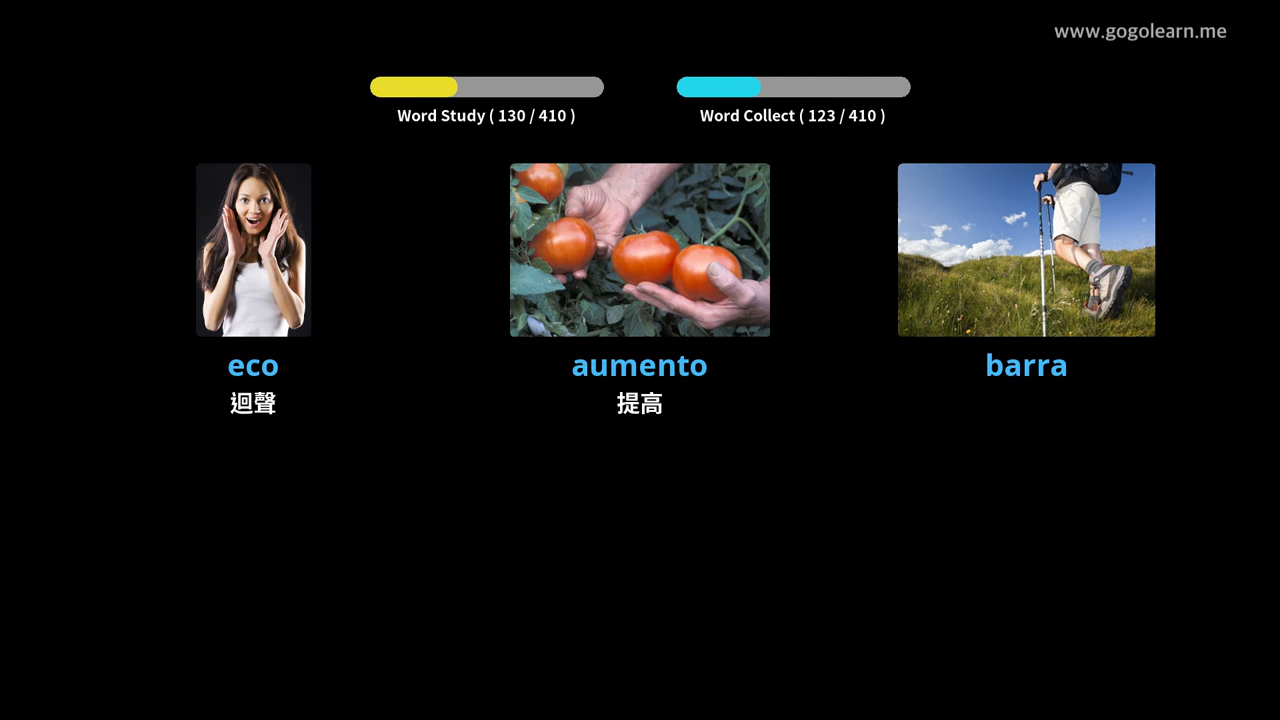 www.gogolearn.me
Word Study ( 130 / 410 )
Word Collect ( 123 / 410 )
eco
迴聲
aumento
提高
barra